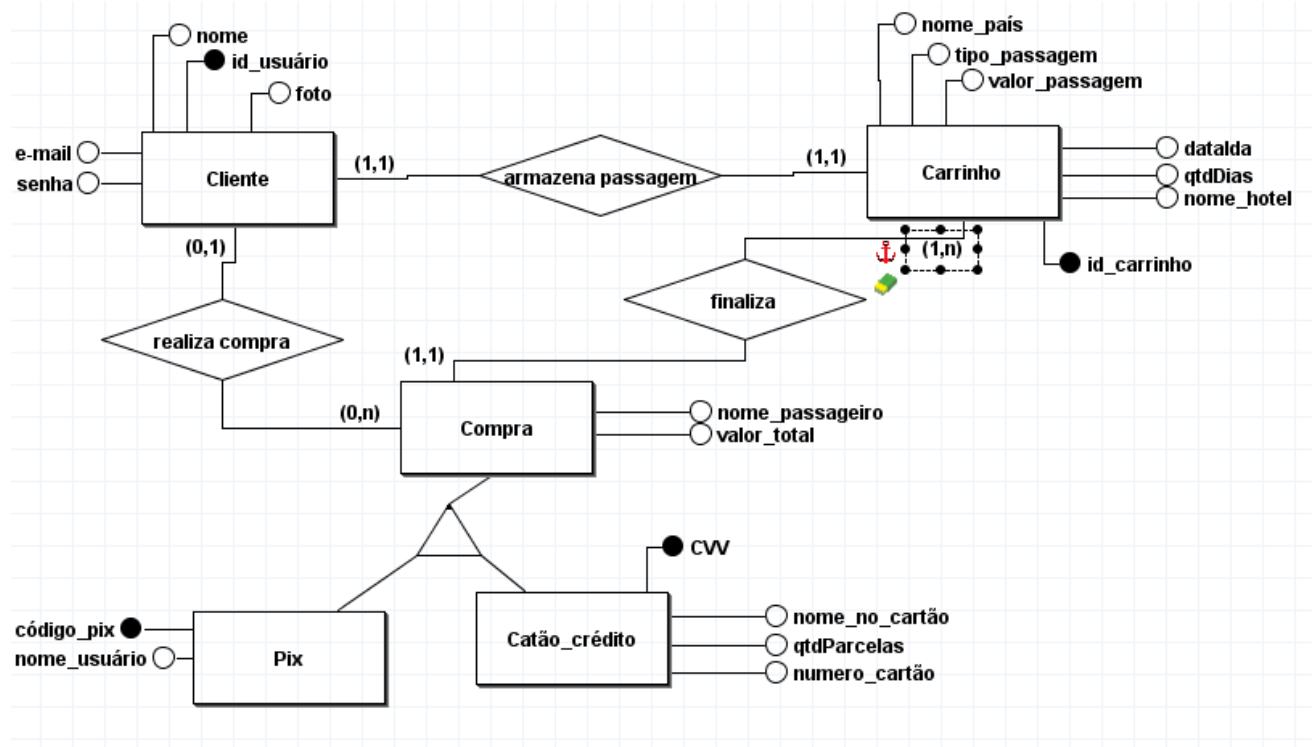 nome
id_usuário
foto
e-mail
senha
Cliente
(1,1)
armazena passagem
(1,1)
nome_país
tipo_passagem
valor_passagem
Carrinho
dataIda
qtdDias
nome_hotel
id_carrinho
(0,1)
(1,n)
realiza compra
finaliza
(1,1)
(0,n)
Compra
nome_passageiro
valor_total
CVV
código_pix
nome_usuário
Pix
Catão_crédito
nome_no_cartão
qtdParcelas
numero_cartão